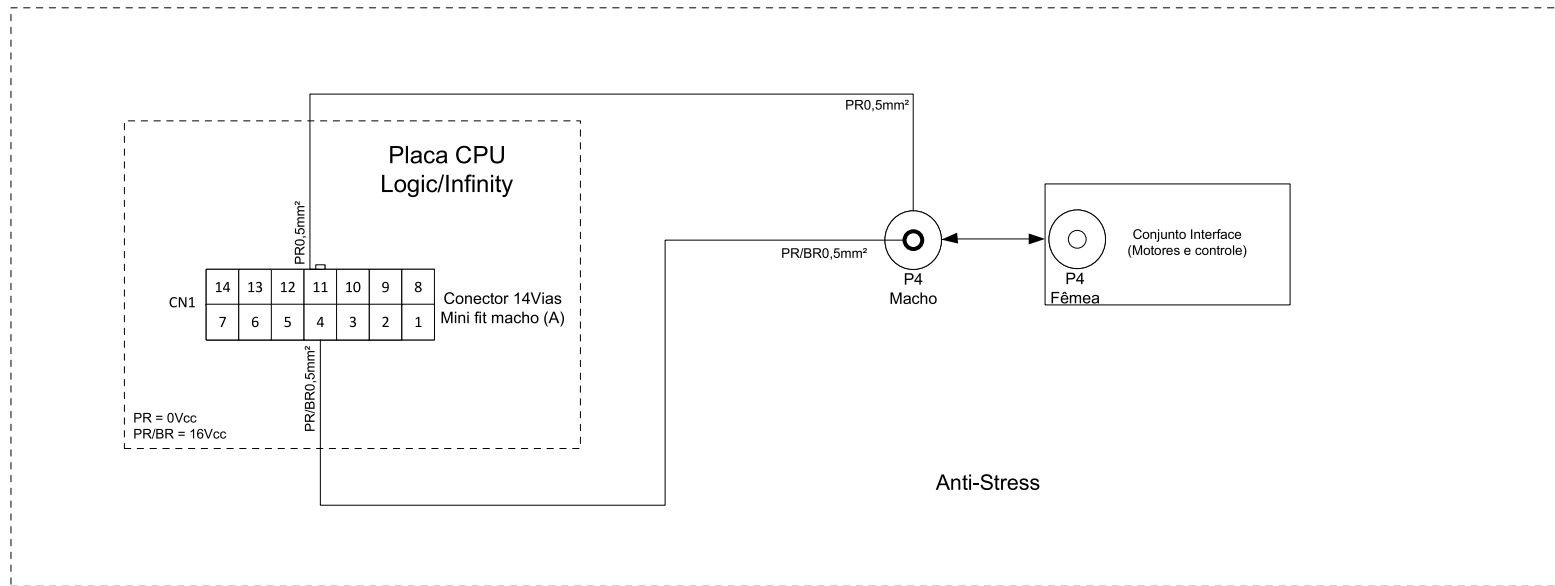 PR0,5mm²
Placa CPU
Logic/Infinity
PR0,5mm²
PR/BR0,5mm²
Conjunto Interface
(Motores e controle)
P4
Macho
P4
Fêmea
CN1
14 13 12 11 10 9 8
7 6 5 4 3 2 1
Conector 14Vias
Mini fit macho (A)
PR/BR0,5mm²
PR = 0Vcc
PR/BR = 16Vcc
Anti-Stress